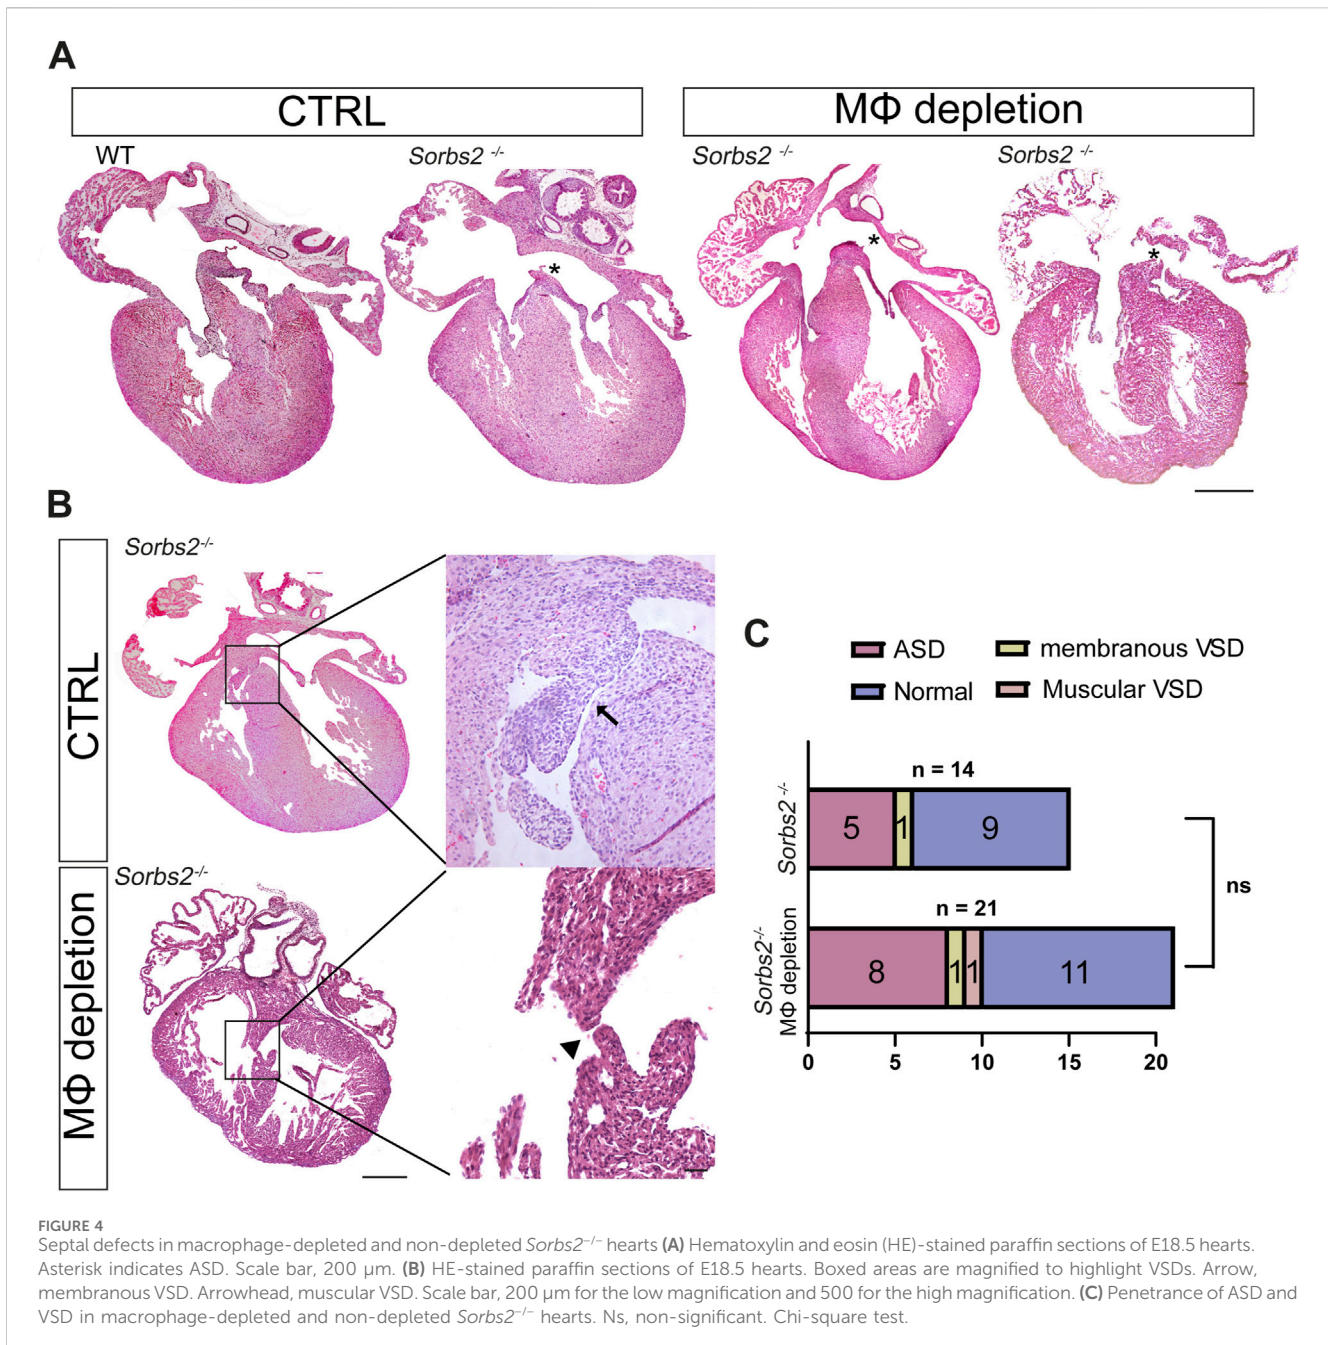 A
CTRL
MΦ depletion
WT
Sorbs2 -/-
Sorbs2 -/-
Sorbs2 -/-
*
*
*
B
CTRL
Sorbs2-/-
MΦ depletion
Sorbs2-/-
C
ASD
membranous VSD
Normal
Muscular VSD
n = 14
Sorbs2 -/-
5
1
9
n = 21
Sorbs2-/-
MΦ depletion
8
1
1
11
ns
0
5
10
15
20
FIGURE 4
Septal defects in macrophage-depleted and non-depleted Sorbs2−/− hearts (A) Hematoxylin and eosin (HE)-stained paraffin sections of E18.5 hearts.
Asterisk indicates ASD. Scale bar, 200 µm. (B) HE-stained paraffin sections of E18.5 hearts. Boxed areas are magnified to highlight VSDs. Arrow,
membranous VSD. Arrowhead, muscular VSD. Scale bar, 200 µm for the low magnification and 500 for the high magnification. (C) Penetrance of ASD and
VSD in macrophage-depleted and non-depleted Sorbs2−/− hearts. Ns, non-significant. Chi-square test.